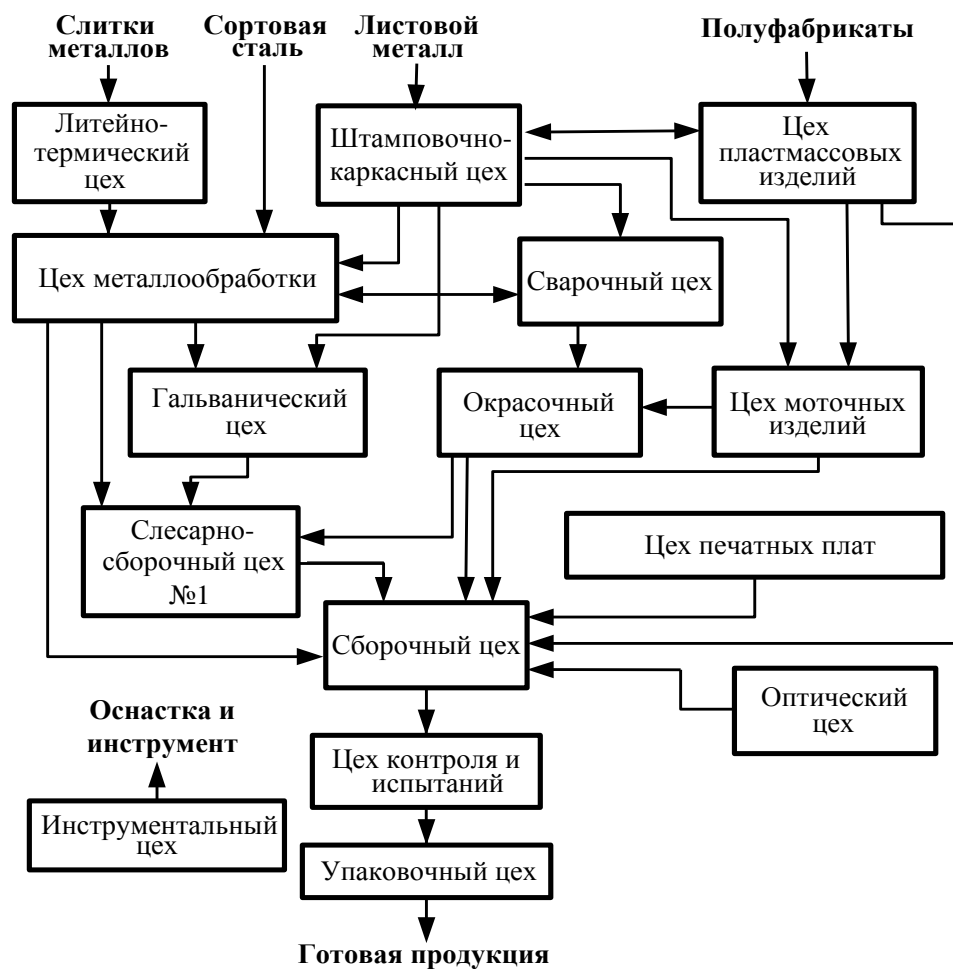 Слитки
металлов
Сортовая
сталь
Листовой
металл
Полуфабрикаты
Литейно-
термический
цех
Штамповочно-
каркасный цех
Цех
пластмассовых
изделий
Цех металлообработки
Сварочный цех
Гальванический
цех
Окрасочный
цех
Цех моточных
изделий
Слесарно-
сборочный цех
№1
Цех печатных плат
Сборочный цех
Оптический
цех
Оснастка и
инструмент
Цех контроля и
испытаний
Инструментальный
цех
Упаковочный цех
Готовая продукция